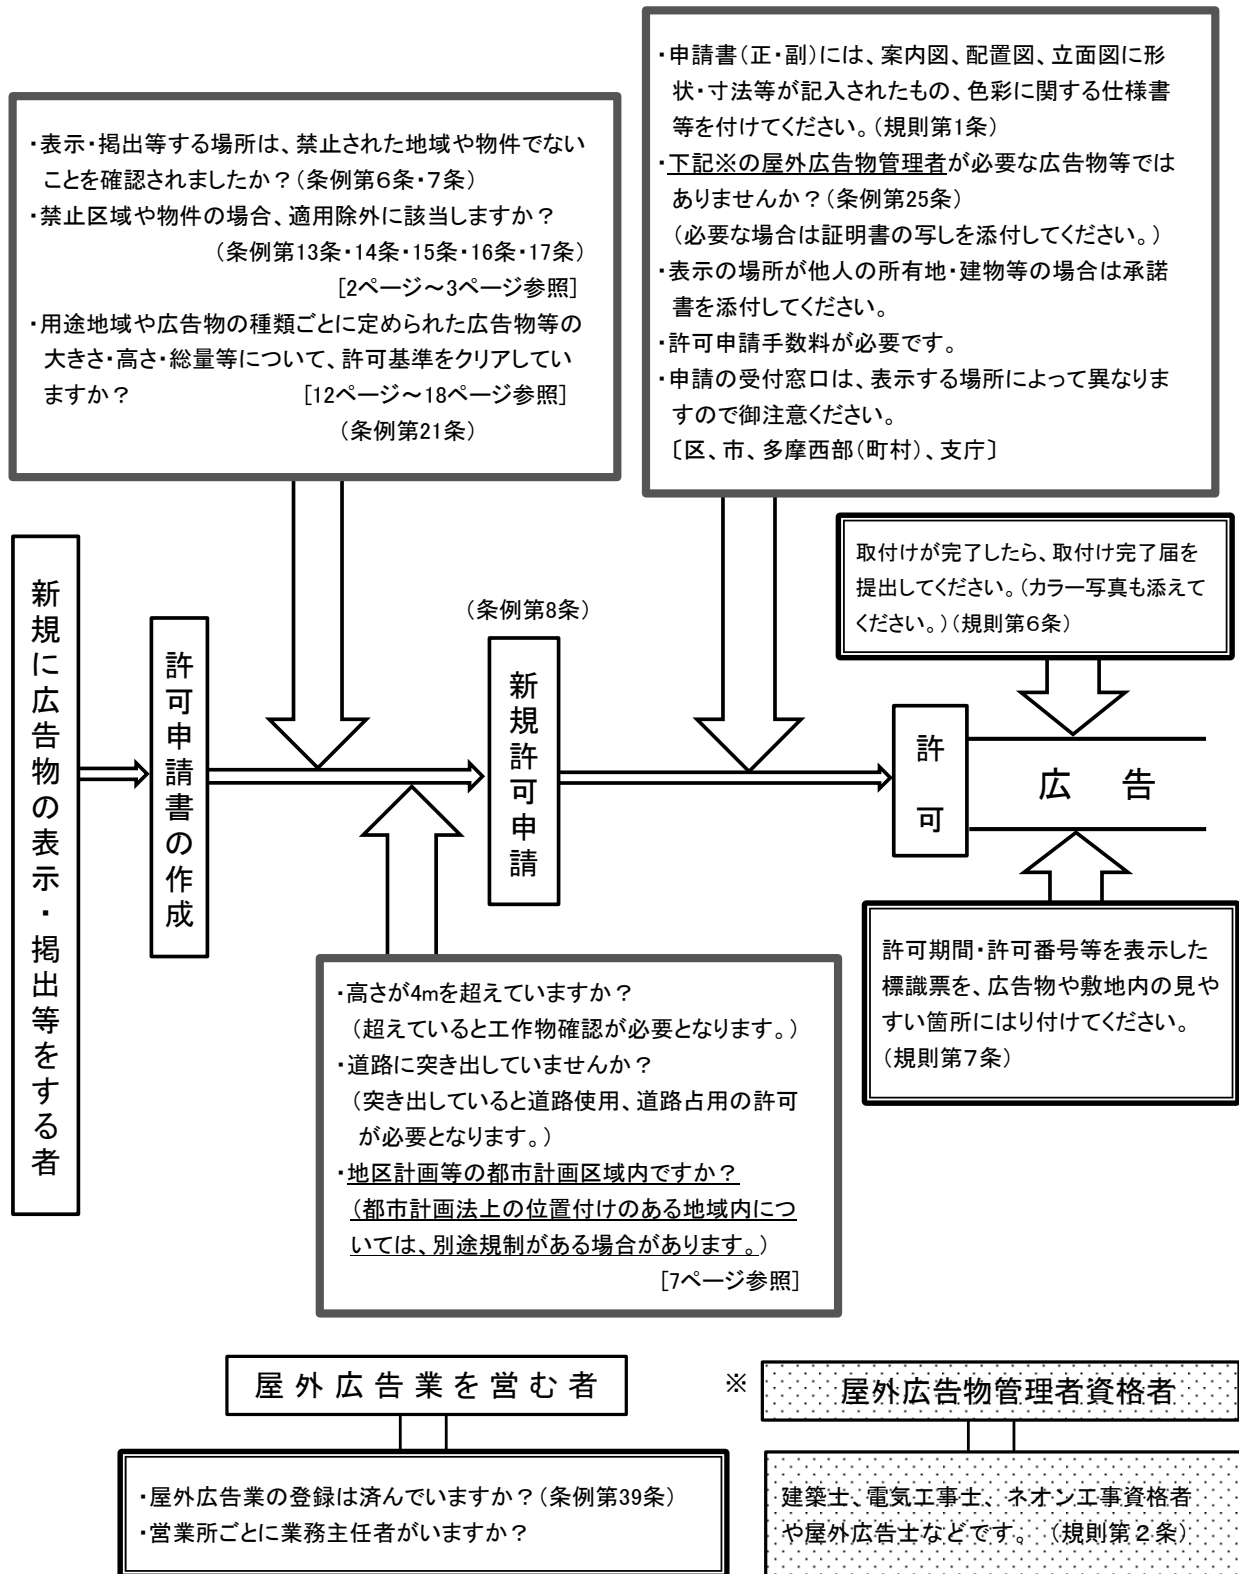 ・申請書（正・副）には、案内図、配置図、立面図に形
状・寸法等が記入されたもの、色彩に関する仕様書
等を付けてください。（規則第1条）
・下記※の屋外広告物管理者が必要な広告物等では
ありませんか？（条例第25条）
（必要な場合は証明書の写しを添付してください。）
・表示の場所が他人の所有地・建物等の場合は承諾
書を添付してください。
・許可申請手数料が必要です。
・申請の受付窓口は、表示する場所によって異なりま
すので御注意ください。
〔区、市、多摩西部（町村）、支庁〕
・表示・掲出等する場所は、禁止された地域や物件でない
ことを確認されましたか？（条例第６条・７条）
・禁止区域や物件の場合、適用除外に該当しますか？
（条例第13条・14条・15条・16条・17条）
[2ページ～3ページ参照]
・用途地域や広告物の種類ごとに定められた広告物等の
大きさ・高さ・総量等について、許可基準をクリアしてい
ますか？ [12ページ～18ページ参照]
（条例第21条）
新規に広告物の表示・掲出等をする者
許可申請書の作成
（条例第8条）
新規許可申請
許可
取付けが完了したら、取付け完了届を
提出してください。（カラー写真も添えて
ください。）（規則第６条）
広 告
許可期間・許可番号等を表示した
標識票を、広告物や敷地内の見や
すい箇所にはり付けてください。
（規則第７条）
・高さが4mを超えていますか？
（超えていると工作物確認が必要となります。）
・道路に突き出していませんか？
（突き出していると道路使用、道路占用の許可
が必要となります。）
・地区計画等の都市計画区域内ですか？
（都市計画法上の位置付けのある地域内につ
いては、別途規制がある場合があります。）
[7ページ参照]
屋外広告業を営む者
・屋外広告業の登録は済んでいますか？（条例第39条）
・営業所ごとに業務主任者がいますか？
※
屋外広告物管理者資格者
建築士、電気工事士、ネオン工事資格者
や屋外広告士などです。 （規則第２条）